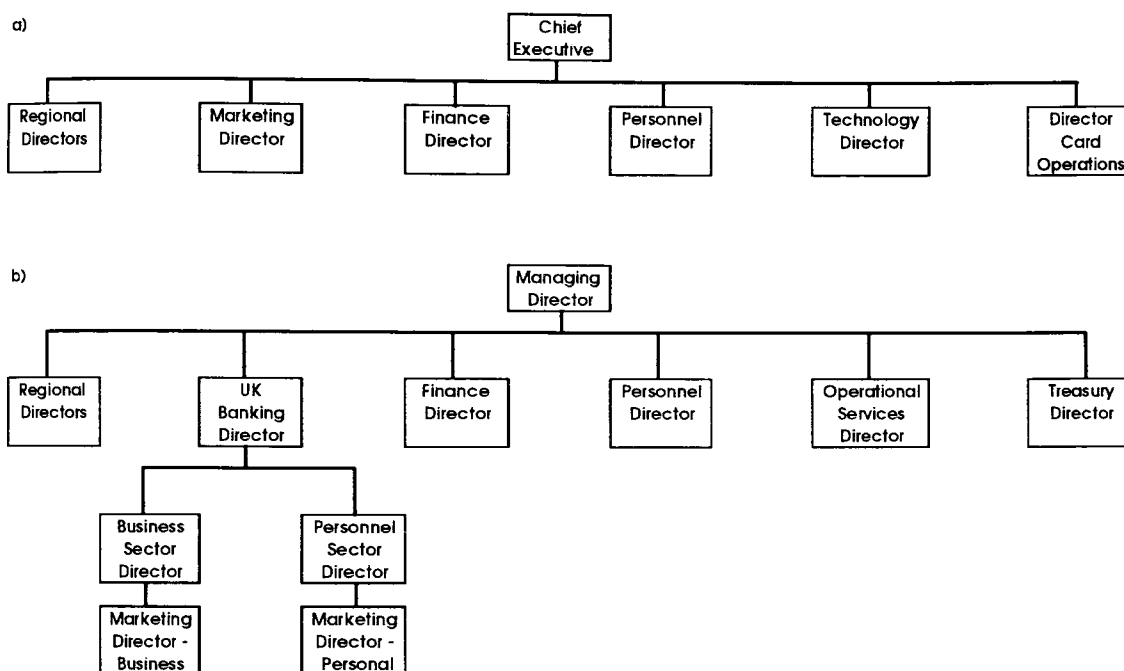 a)
Chief
Executive
Regional
Directors
Marketing
Director
Finance
Director
Personnel
Director
Technology
Director
Director
Card
Operations
b)
Managing
Director
Regional
Directors
UK
Banking
Director
Finance
Director
Personnel
Director
Operational
Services
Director
Treasury
Director
Business
Sector
Director
Personnel
Sector
Director
Marketing
Director -
Business
Marketing
Director -
Personal